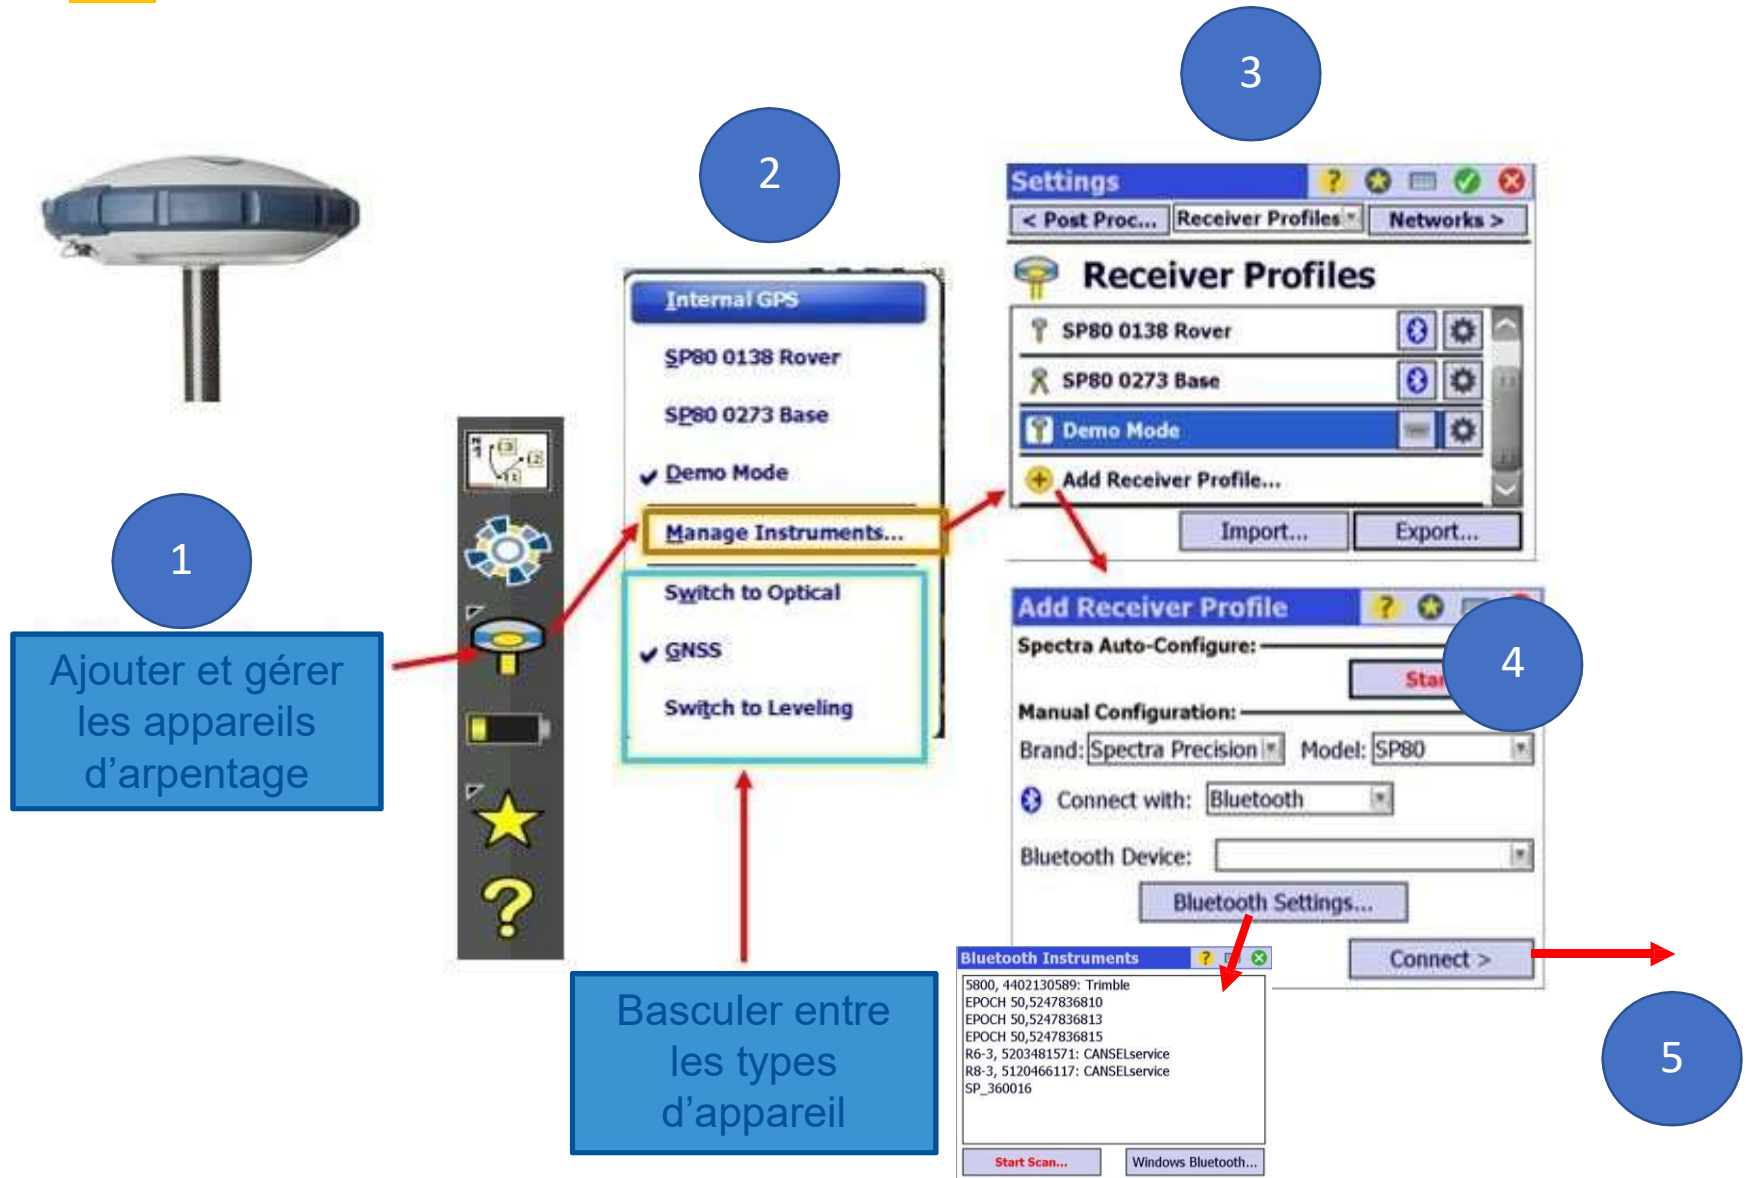 1
Ajouter et gérer
les appareils
d'arpentage
2
Internal GPS
SP80 0138 Rover
SP80 0273 Base
Demo Mode
Manage Instruments...
Switch to Optical
GNSS
Switch to Leveling
Basculer entre
les types
d'appareil
3
Settings
< Post Proc... Receiver Profiles Networks >
Receiver Profiles
SP80 0138 Rover
SP80 0273 Base
Demo Mode
Add Receiver Profile...
Import... Export...
4
Add Receiver Profile
Spectra Auto-Configure:
Manual Configuration:
Brand: Spectra Precision Model: SP80
Connect with: Bluetooth
Bluetooth Device:
Bluetooth Settings...
Connect >
Bluetooth Instruments
5800, 4402130589: Trimble
EPOCH 50,5247836810
EPOCH 50,5247836813
EPOCH 50,5247836815
R6-3, 5203481571: CANSELservice
R8-3, 5120466117: CANSELservice
SP_360016
Start Scan... Windows Bluetooth...
5